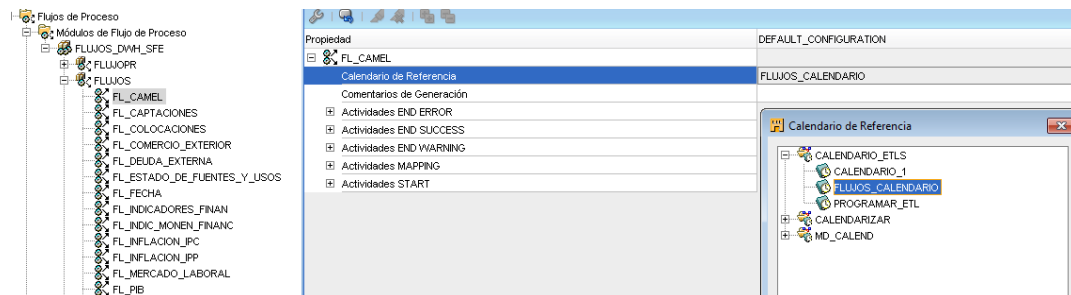 Flujos de Proceso
Módulos de Flujo de Proceso
FLUJOS_DWH_SFE
FLUJOPR
FLUJOS
FL_CAMEL
FL_CAPTACIONES
FL_COLOCACIONES
FL_COMERCIO_EXTERIOR
FL_DEUDA_EXTERNA
FL_ESTADO_DE_FUENTES_Y_USOS
FL_FECHA
FL_INDICADORES_FINAN
FL_INDIC_MONEN_FINANC
FL_INFLACION_IPC
FL_INFLACION_IPP
FL_MERCADO_LABORAL
FL_PIB
Propiedad DEFAULT_CONFIGURATION
FL_CAMEL
Calendario de Referencia FLUJOS_CALENDARIO
Comentarios de Generación
Actividades END ERROR
Actividades END SUCCESS
Actividades END WARNING
Actividades MAPPING
Actividades START
Calendario de Referencia
CALENDARIO_ETLS
CALENDARIO_1
FLUJOS_CALENDARIO
PROGRAMAR_ETL
CALENDARIZAR
MD_CALEND